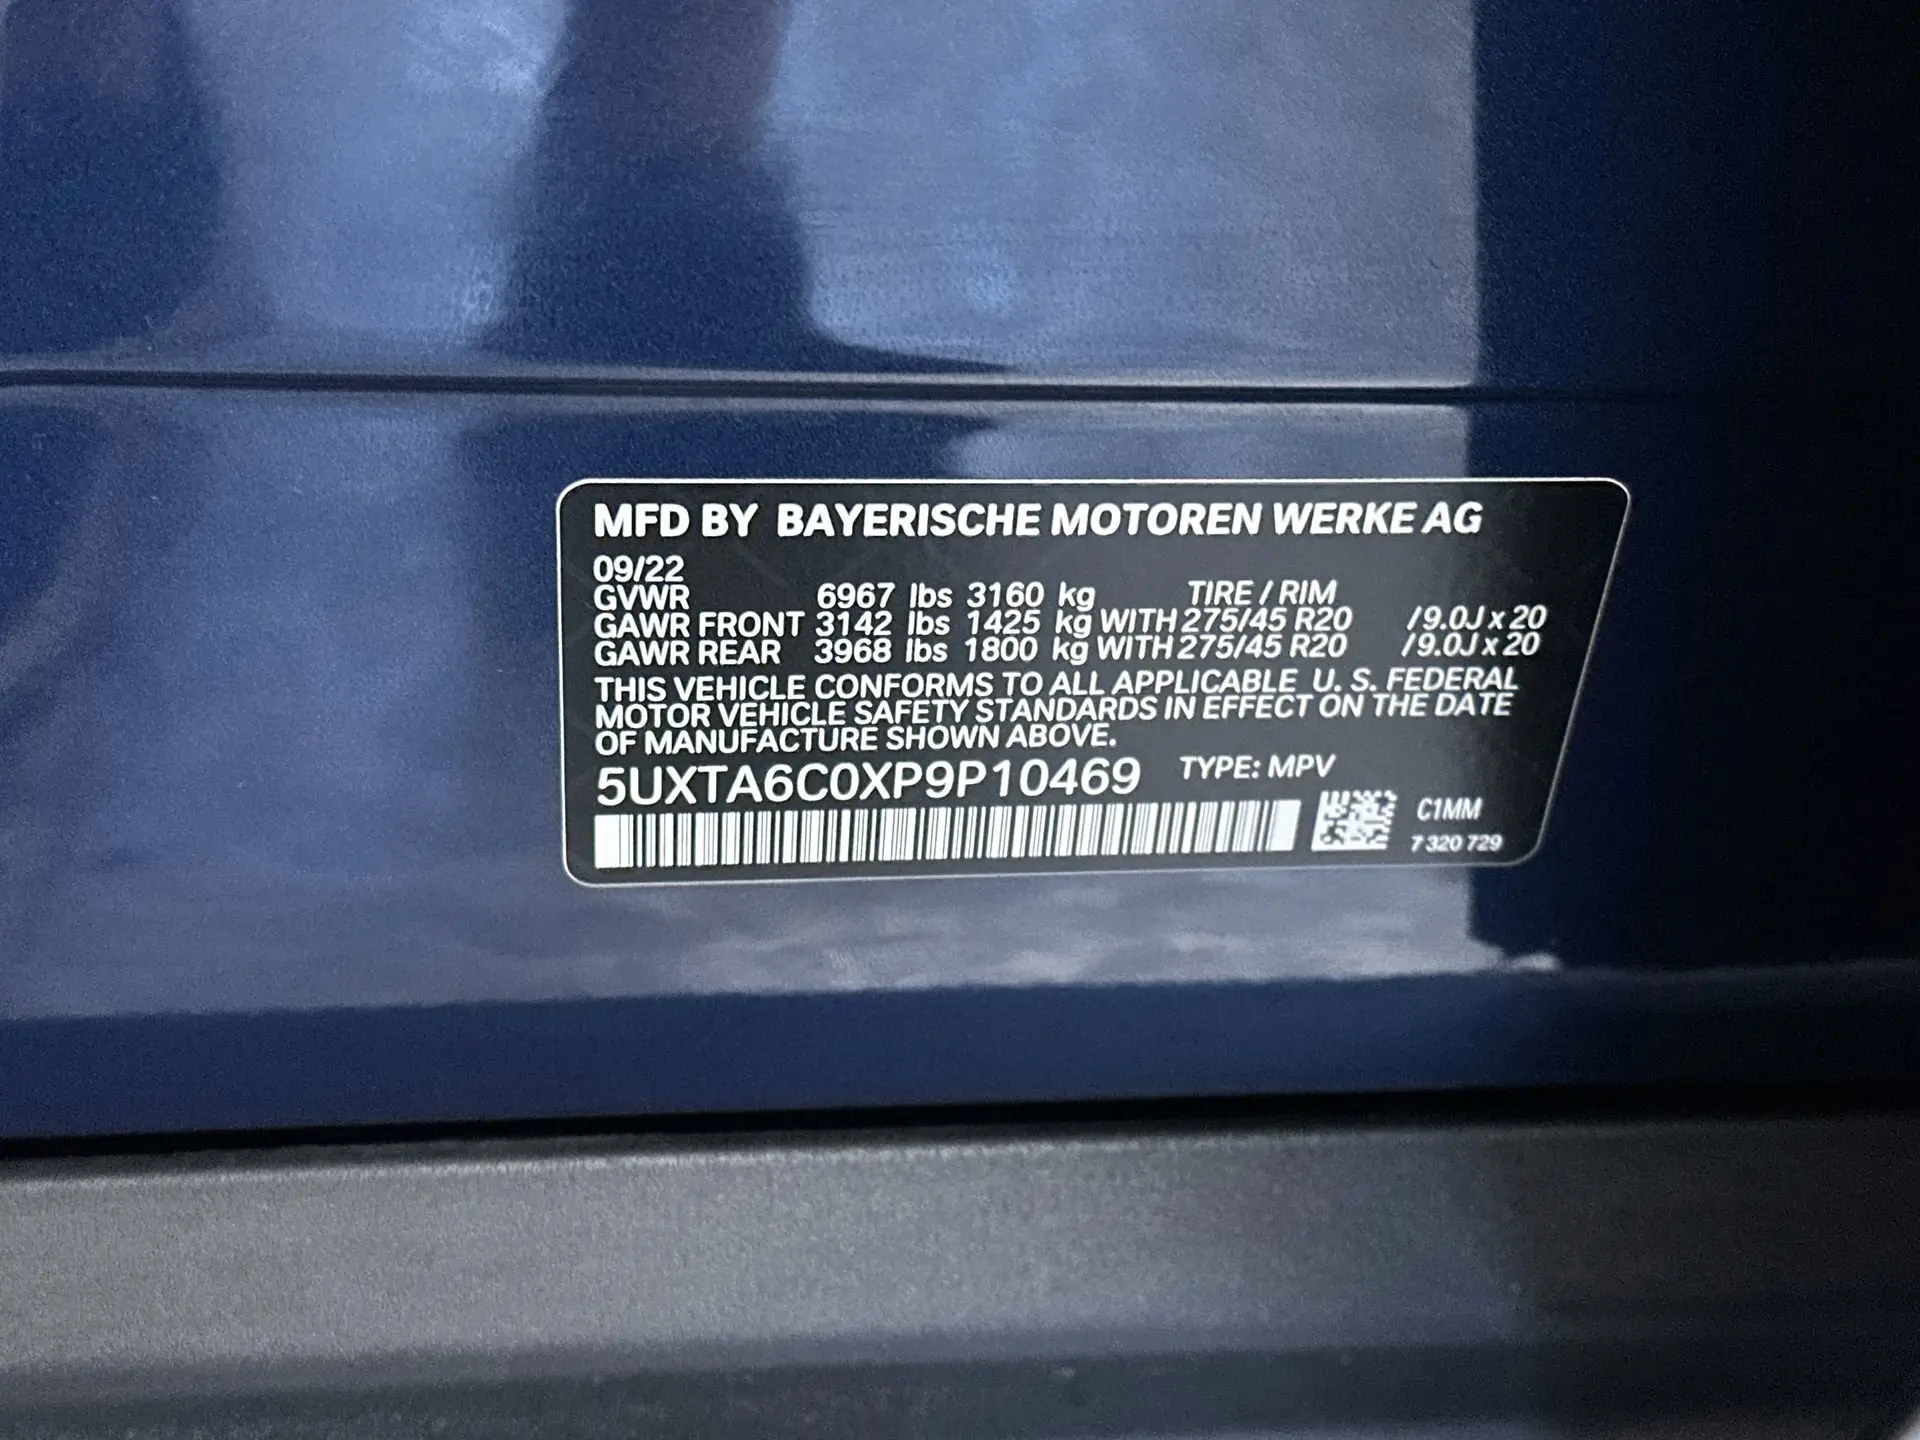 MFD BY BAYERISCHE MOTOREN WERKE AG
09/22
GVWR 6967 lbs 3160 kg TIRE / RIM
GAWR FRONT 3142 lbs 1425 kg WITH 275/45 R20 / 9.0J x 20
GAWR REAR 3968 lbs 1800 kg WITH 275/45 R20 / 9.0J x 20
THIS VEHICLE CONFORMS TO ALL APPLICABLE U. S. FEDERAL
MOTOR VEHICLE SAFETY STANDARDS IN EFFECT ON THE DATE
OF MANUFACTURE SHOWN ABOVE.
5UXTA6C0XP9P10469 TYPE: MPV
C1MM
7 320 729